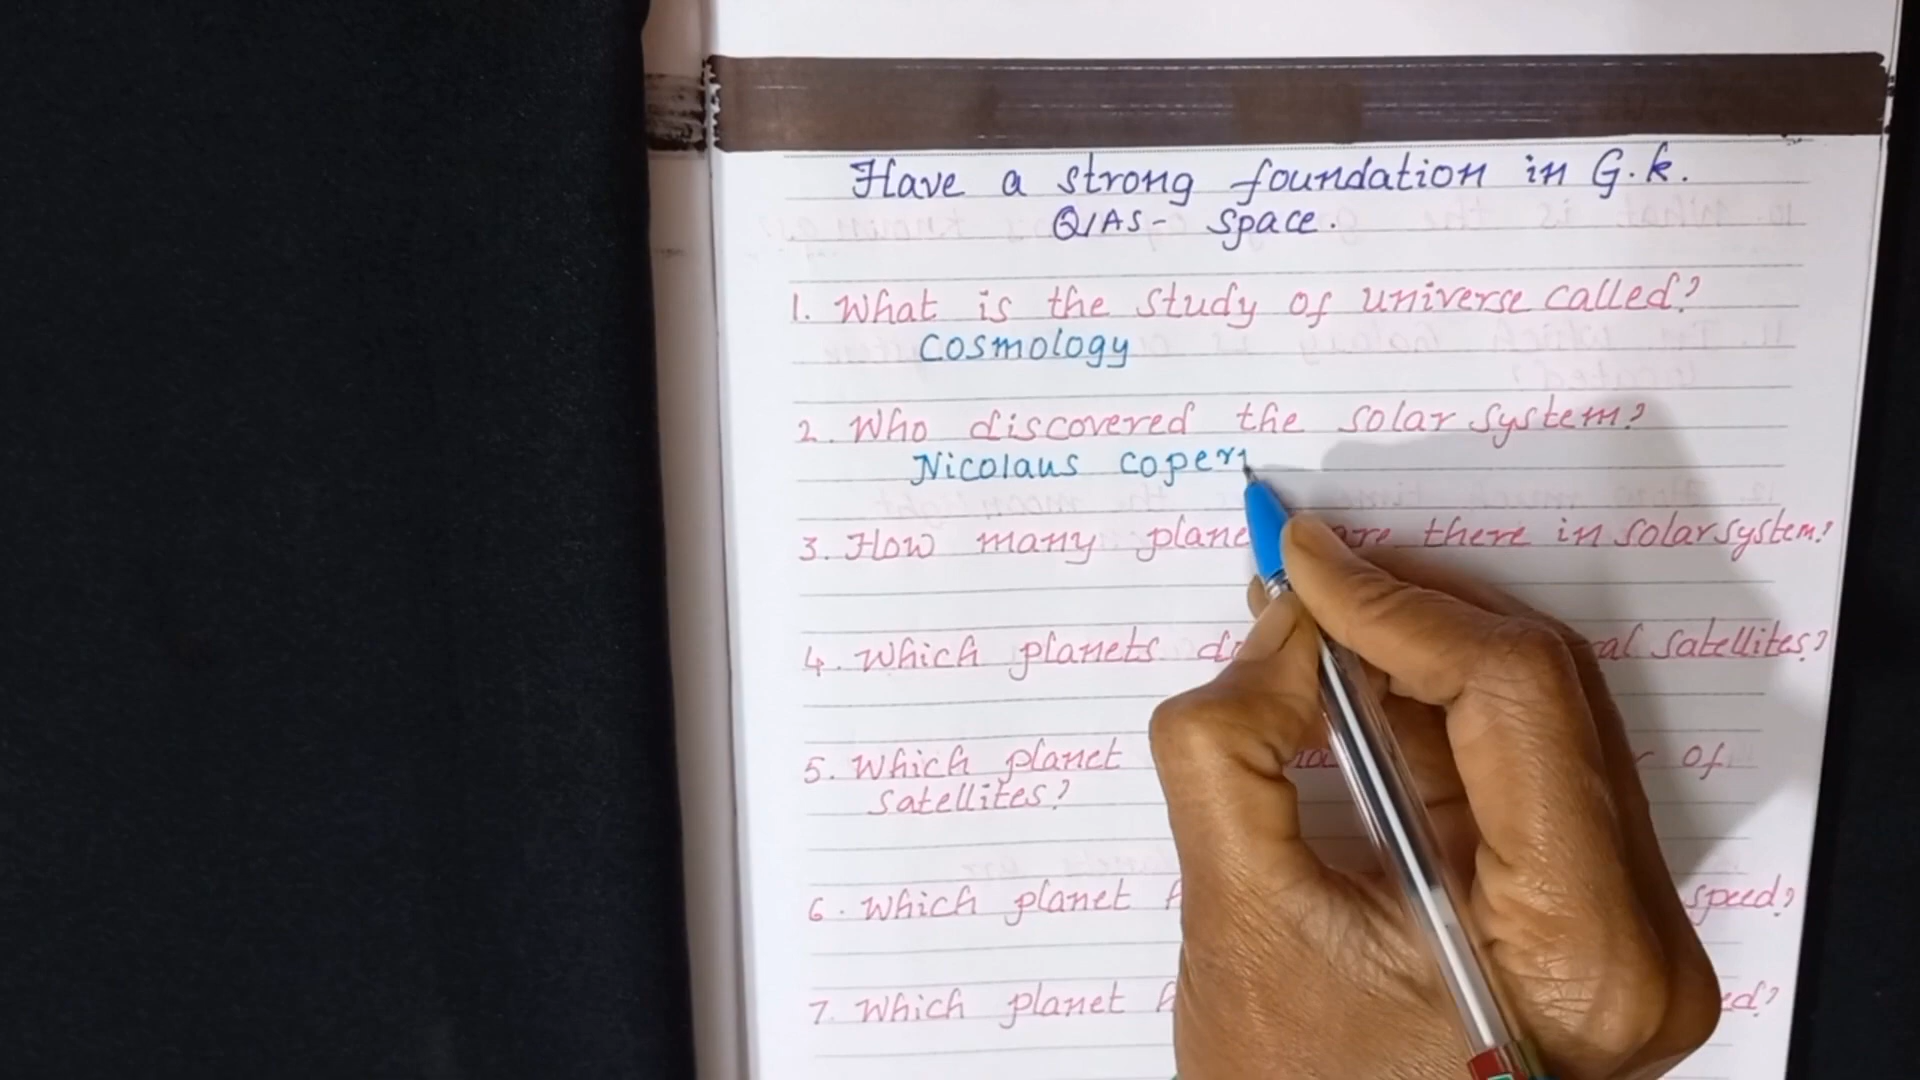 Have a strong foundation in G.k.
Q/AS- Space.
1. What is the study of universe called?
Cosmology
2. Who discovered the solar system?
Nicolaus coper
3. How many plane are there in solar system?
4. Which planets do al satellites?
5. Which planet of
satellites?
6. Which planet speed?
7. Which planet ed?